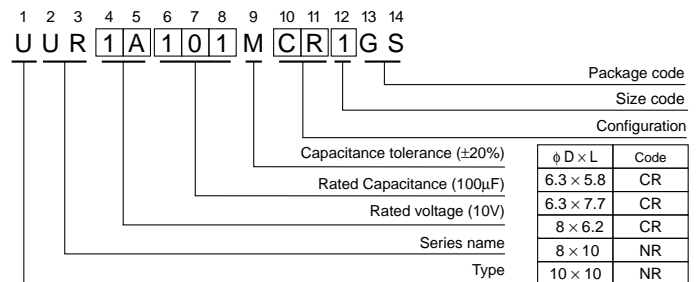 1 2 3 4 5 6 7 8 9 10 11 12 13 14
U U R 1 A 1 0 1 M C R 1 G S
Package code
Size code
Configuration
Capacitance tolerance (±20%)
Rated Capacitance (100µF)
Rated voltage (10V)
Series name
Type
ϕ D × L Code
6.3 × 5.8 CR
6.3 × 7.7 CR
8 × 6.2 CR
8 × 10 NR
10 × 10 NR